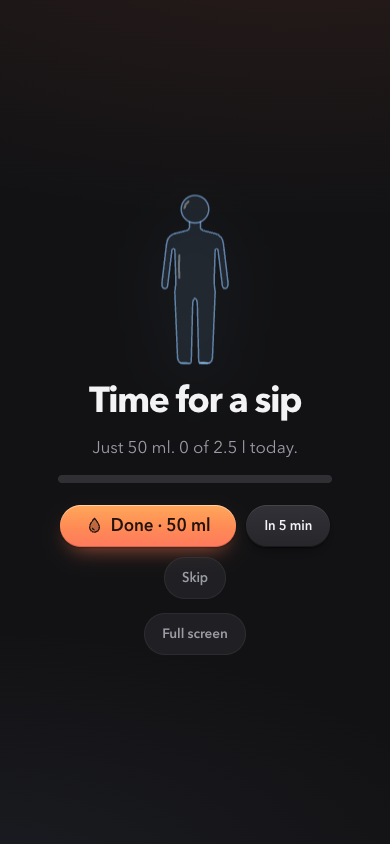 Time for a sip
Just 50 ml. 0 of 2.5 l today.
Done · 50 ml
In 5 min
Skip
Full screen